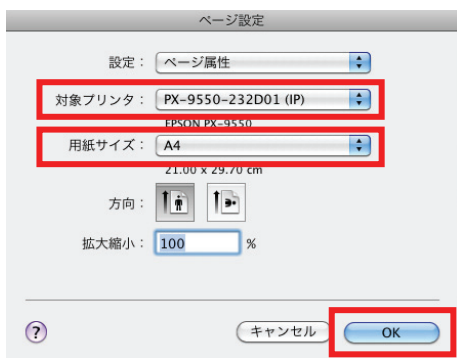 ページ設定
設定： ページ属性
対象プリンタ： PX-9550-232D01 (IP)
EPSON PX-9550
用紙サイズ： A4
21.00 x 29.70 cm
方向：
拡大縮小： 100 %
? キャンセル OK